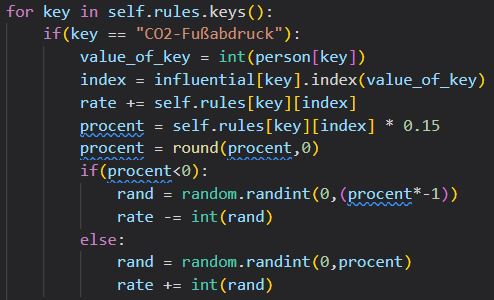 for key in self.rules.keys():
    if(key == "CO2-Fußabdruck"):
        value_of_key = int(person[key])
        index = influential[key].index(value_of_key)
        rate += self.rules[key][index]
        procent = self.rules[key][index] * 0.15
        procent = round(procent,0)
        if(procent<0):
            rand = random.randint(0,(procent*-1))
            rate -= int(rand)
        else:
            rand = random.randint(0,procent)
            rate += int(rand)